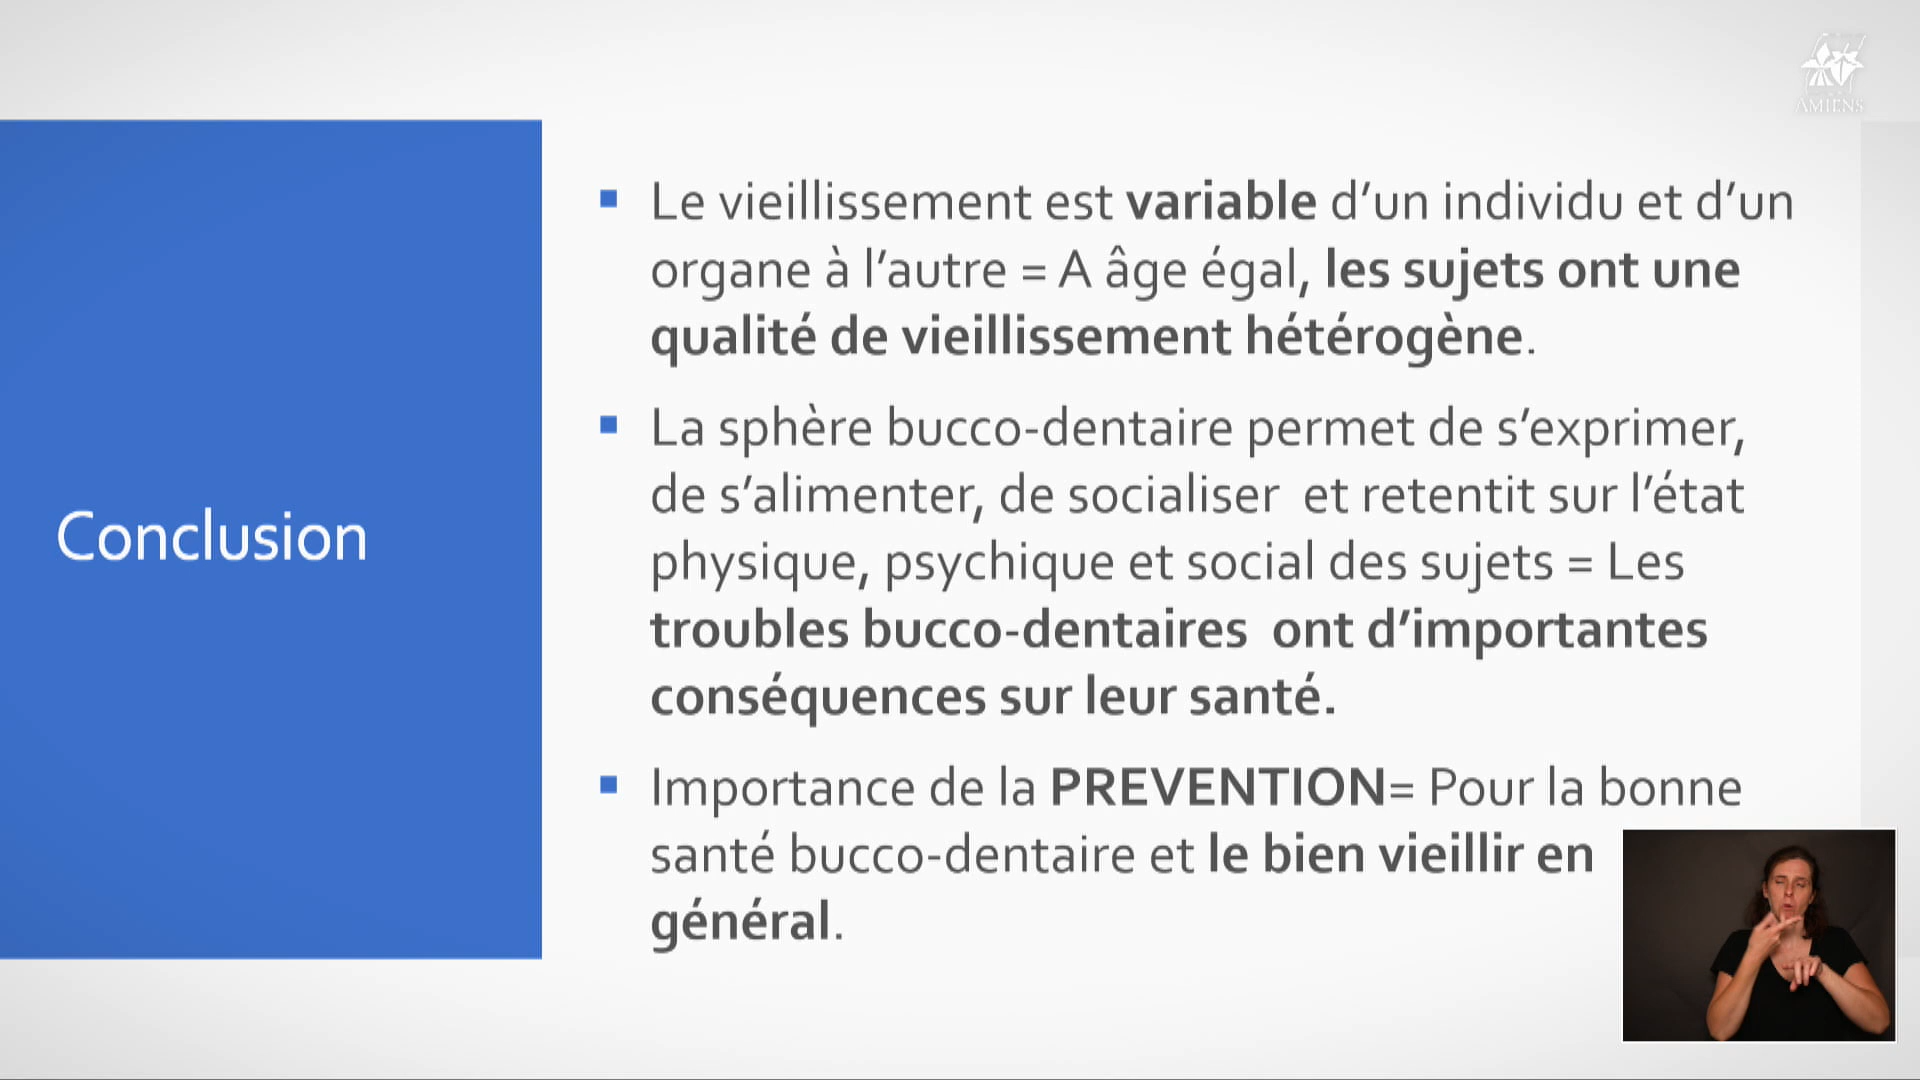 AMIENS
Conclusion
Le vieillissement est variable d’un individu et d’un
organe à l’autre = A âge égal, les sujets ont une
qualité de vieillissement hétérogène.
La sphère bucco-dentaire permet de s’exprimer,
de s’alimenter, de socialiser et retentit sur l’état
physique, psychique et social des sujets = Les
troubles bucco-dentaires ont d’importantes
conséquences sur leur santé.
Importance de la PREVENTION= Pour la bonne
santé bucco-dentaire et le bien vieillir en
général.